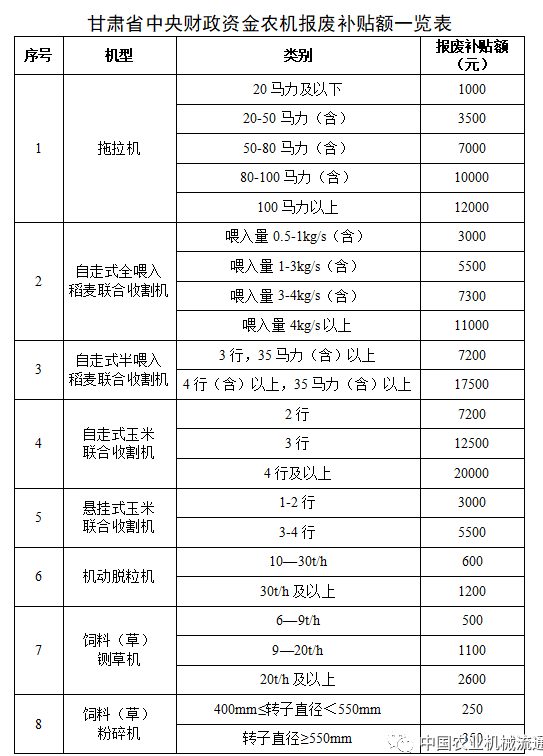 甘肃省中央财政资金农机报废补贴额一览表
序号 机型 类别 报废补贴额
（元）
1 拖拉机 20 马力及以下 1000
20-50 马力（含） 3500
50-80 马力（含） 7000
80-100 马力（含） 10000
100 马力以上 12000
2 自走式全喂入
稻麦联合收割机 喂入量 0.5-1kg/s（含） 3000
喂入量 1-3kg/s（含） 5500
喂入量 3-4kg/s（含） 7300
喂入量 4kg/s 以上 11000
3 自走式半喂入
稻麦联合收割机 3 行，35 马力（含）以上 7200
4 行（含）以上，35 马力（含）以上 17500
4 自走式玉米
联合收割机 2 行 7200
3 行 12500
4 行及以上 20000
5 悬挂式玉米
联合收割机 1-2 行 3000
3-4 行 5500
6 机动脱粒机 10—30t/h 600
30t/h 及以上 1200
7 饲料（草）
铡草机 6—9t/h 500
9—20t/h 1100
20t/h 及以上 2600
8 饲料（草）
粉碎机 400mm≤转子直径＜550mm 250
转子直径≥550mm 350
中国农业机械流通